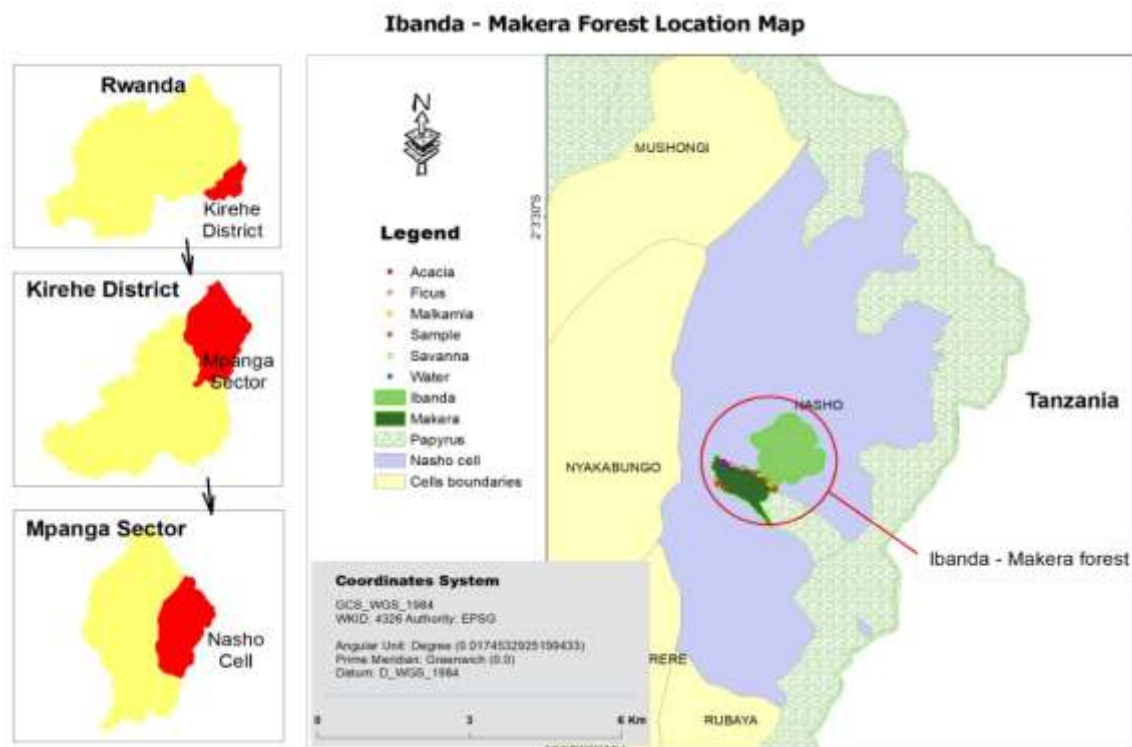 Ibanda - Makera Forest Location Map
Rwanda
Kirehe
District
Kirehe District
Mpanga
Sector
Mpanga Sector
Nasho
Cell
N
Legend
Acacia
Ficus
Malkamia
Sample
Savanna
Water
Ibanda
Makera
Papyrus
Nasho cell
Cells boundaries
Coordinates System
GCS_WGS_1984
WKID: 4326 Authority: EPSG
Angular Unit: Degree (0.0174532925199433)
Prime Meridian: Greenwich (0.0)
Datum: D_WGS_1984
0 3 6 Km
2°3'30"S
MUSHONGI
NASHO
NYAKABUNGO
Tanzania
Ibanda - Makera forest
RERE
RUBAYA